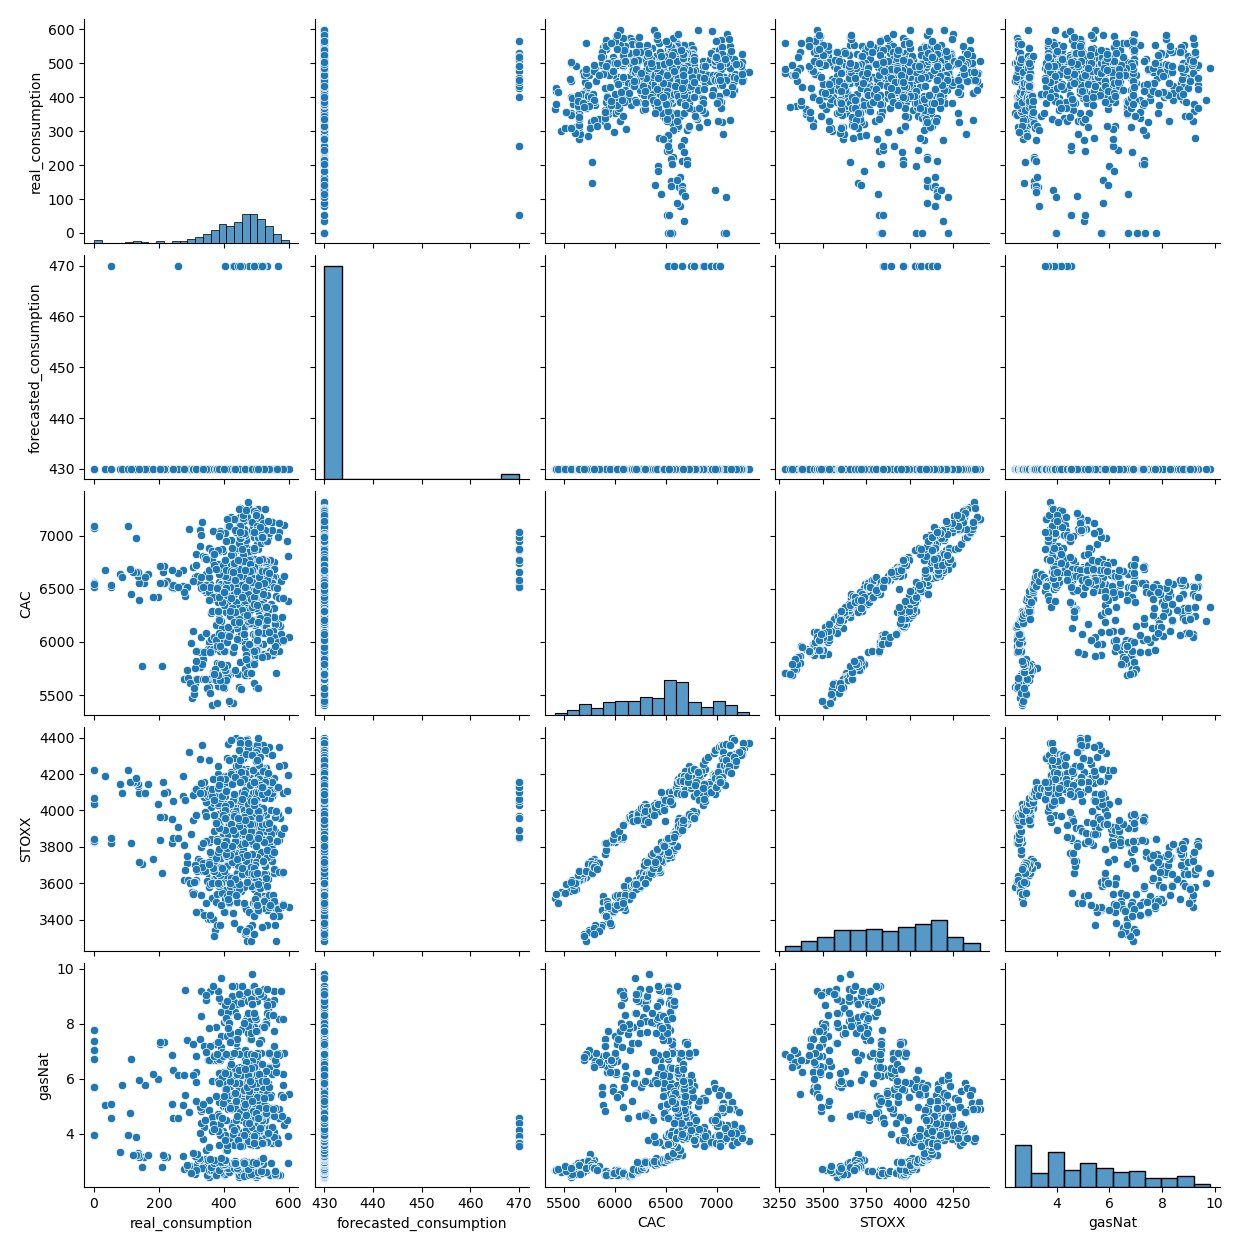 600
500
400
300
200
100
0
real_consumption
470
460
450
440
430
forecasted_consumption
7000
6500
6000
5500
CAC
4400
4200
4000
3800
3600
3400
STOXX
10
8
6
4
gasNat
0 200 400 600
430 440 450 460 470
5500 6000 6500 7000
3250 3500 3750 4000 4250
4 6 8 10
real_consumption forecasted_consumption CAC STOXX gasNat